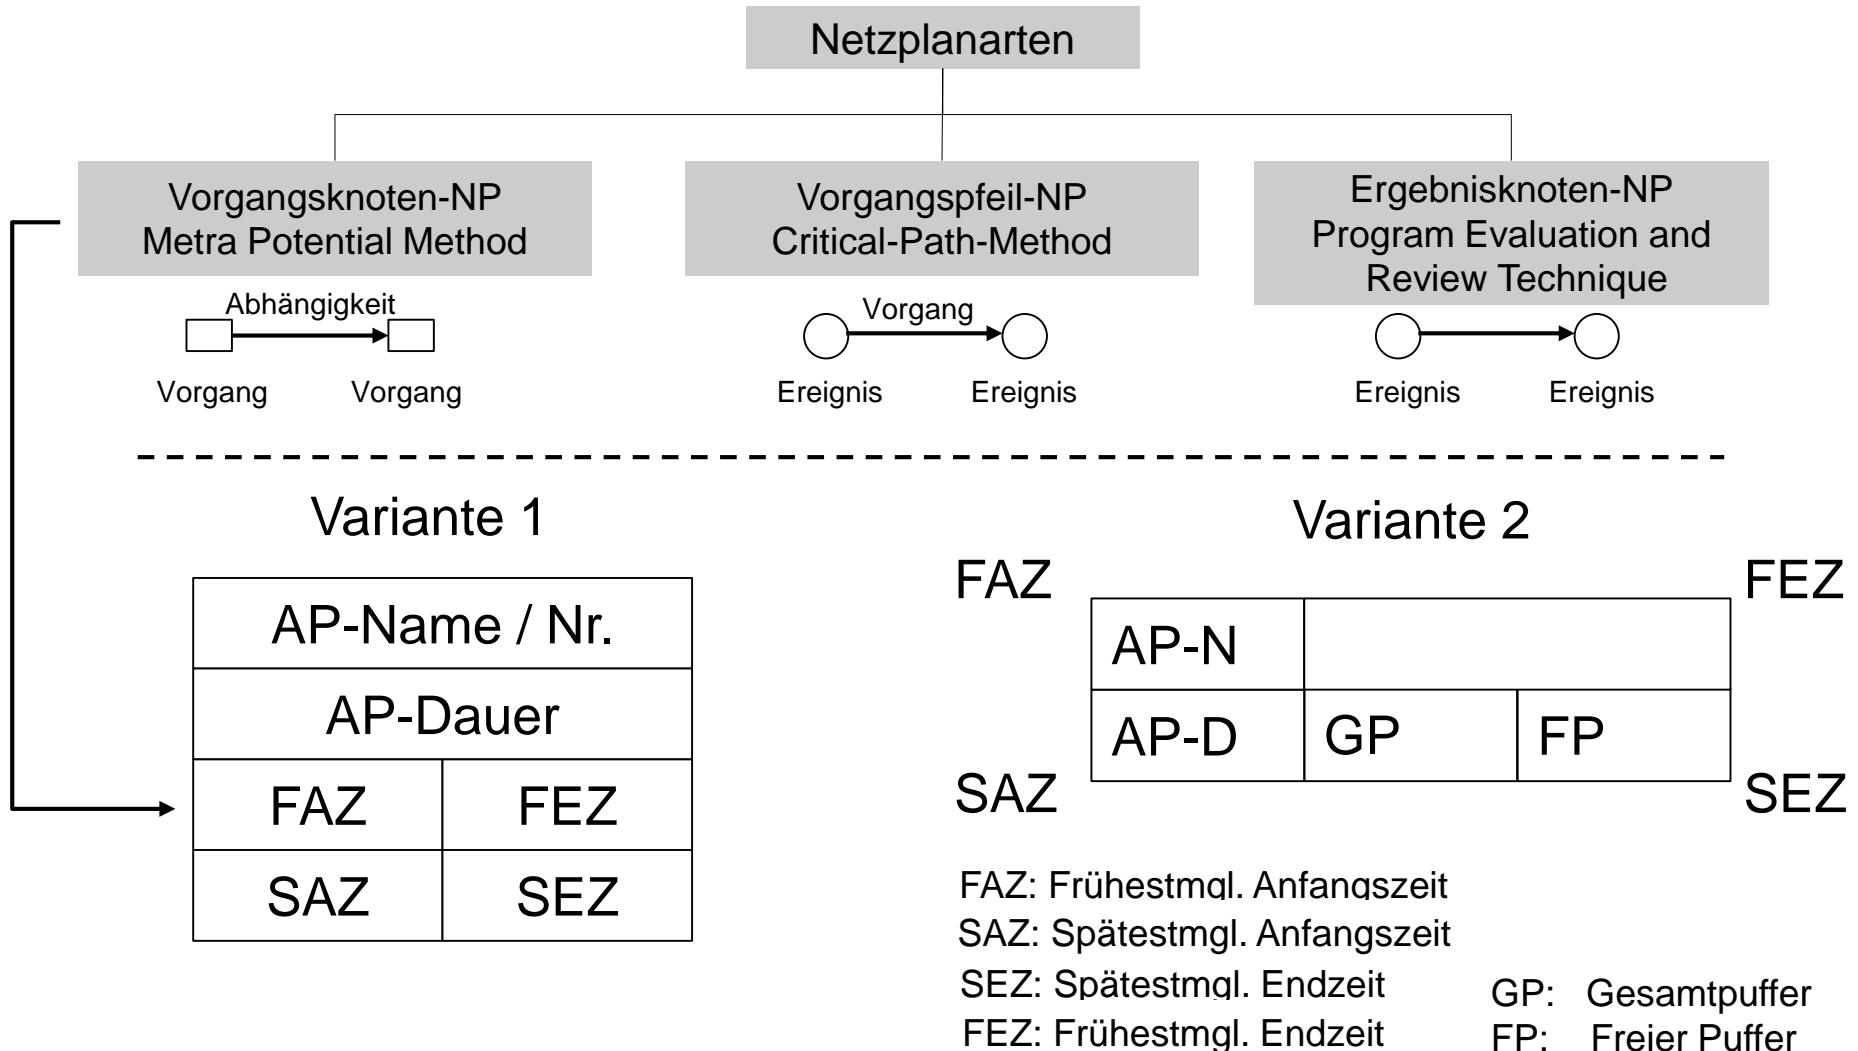 Netzplanarten
Vorgangsknoten-NP
Metra Potential Method
Vorgangspfeil-NP
Critical-Path-Method
Ergebnisknoten-NP
Program Evaluation and
Review Technique
Abhängigkeit
Vorgang Vorgang
Vorgang
Ereignis Ereignis
Ereignis Ereignis
Variante 1
AP-Name / Nr.
AP-Dauer
FAZ FEZ
SAZ SEZ
Variante 2
FAZ FEZ
AP-N
AP-D GP FP
SAZ SEZ
FAZ: Frühestmgl. Anfangszeit
SAZ: Spätestmgl. Anfangszeit
SEZ: Spätestmgl. Endzeit
FEZ: Frühestmgl. Endzeit
GP: Gesamtpuffer
FP: Freier Puffer